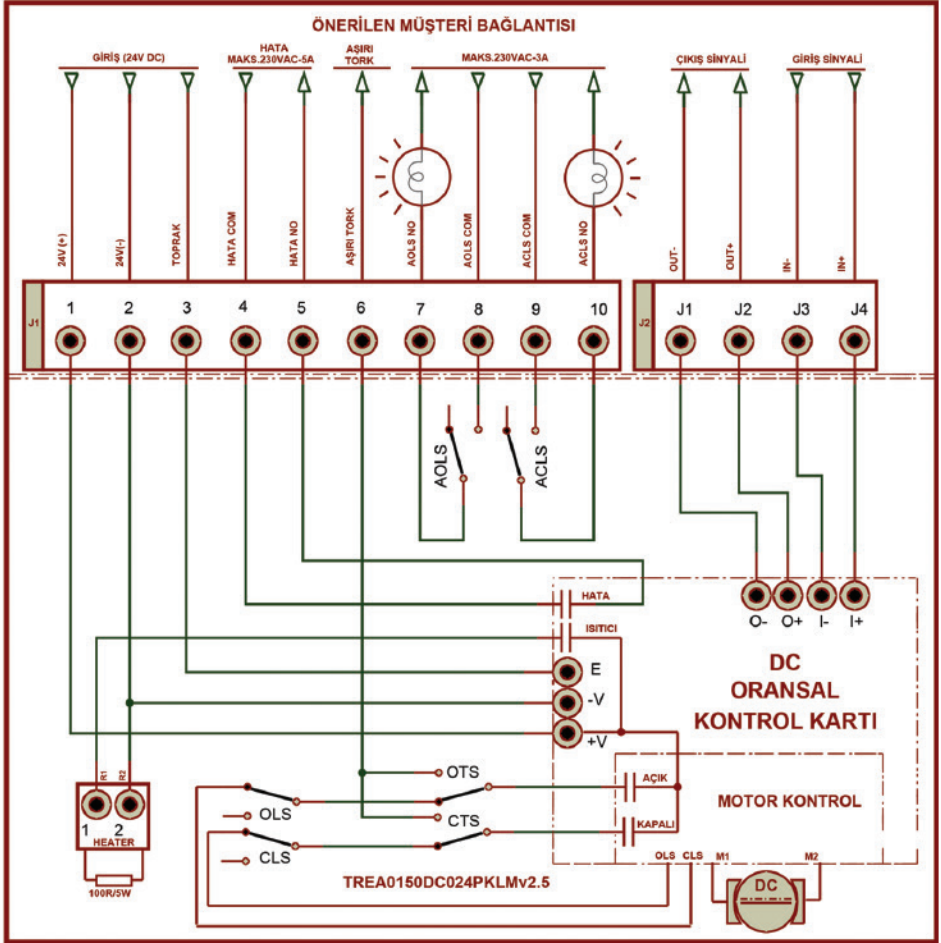 ÖNERİLEN MÜŞTERİ BAĞLANTISI
GİRİŞ (24V DC)
HATA
MAKS.230VAC-5A
AŞIRI
TORK
MAKS.230VAC-3A
ÇIKIŞ SİNYALİ
GİRİŞ SİNYALİ
24V (+)
24V(-)
TOPRAK
HATA COM
HATA NO
AŞIRI TORK
AOLS NO
AOLS COM
ACLS COM
ACLS NO
OUT-
OUT+
IN-
IN+
J1
1 2 3 4 5 6 7 8 9 10
J2
J1 J2 J3 J4
AOLS
ACLS
HATA
ISITICI
O- O+ I- I+
E
-V
+V
DC
ORANSAL
KONTROL KARTI
R1
R2
1 2
HEATER
100R/5W
OTS
OLS
CTS
CLS
AÇIK
KAPALI
MOTOR KONTROL
OLS CLS M1 M2
DC
TREA0150DC024PKLMv2.5